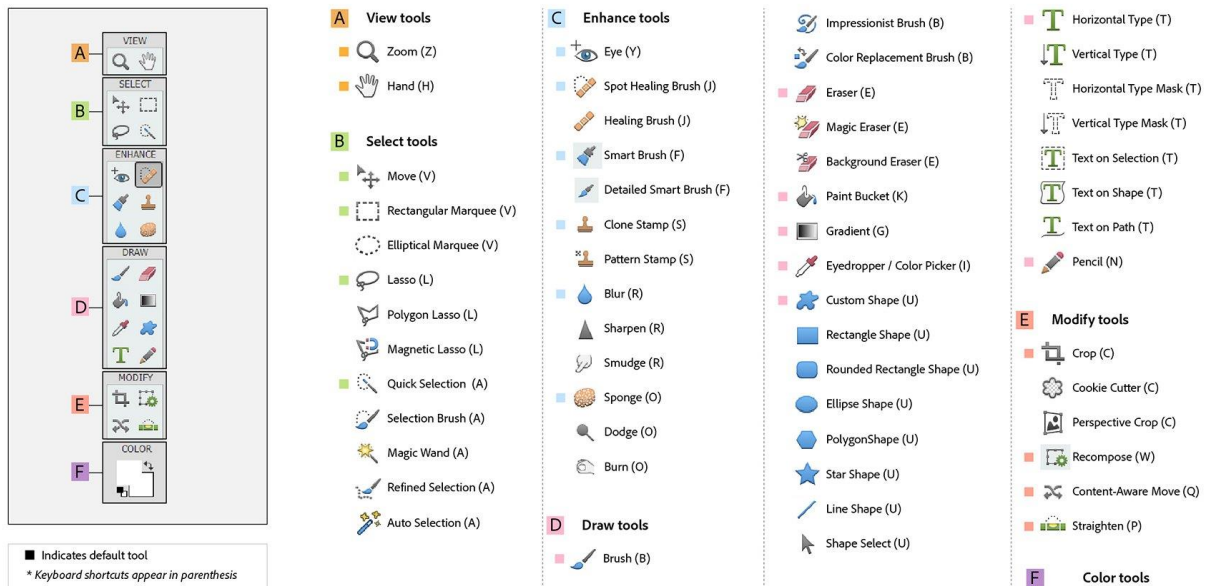 VIEW
A
SELECT
B
ENHANCE
C
DRAW
D
MODIFY
E
COLOR
F
■ Indicates default tool
* Keyboard shortcuts appear in parenthesis
A View tools
Zoom (Z)
Hand (H)
B Select tools
Move (V)
Rectangular Marquee (V)
Elliptical Marquee (V)
Lasso (L)
Polygon Lasso (L)
Magnetic Lasso (L)
Quick Selection (A)
Selection Brush (A)
Magic Wand (A)
Refined Selection (A)
Auto Selection (A)
C Enhance tools
Eye (Y)
Spot Healing Brush (J)
Healing Brush (J)
Smart Brush (F)
Detailed Smart Brush (F)
Clone Stamp (S)
Pattern Stamp (S)
Blur (R)
Sharpen (R)
Smudge (R)
Sponge (O)
Dodge (O)
Burn (O)
D Draw tools
Brush (B)
Impressionist Brush (B)
Color Replacement Brush (B)
Eraser (E)
Magic Eraser (E)
Background Eraser (E)
Paint Bucket (K)
Gradient (G)
Eyedropper / Color Picker (I)
Custom Shape (U)
Rectangle Shape (U)
Rounded Rectangle Shape (U)
Ellipse Shape (U)
PolygonShape (U)
Star Shape (U)
Line Shape (U)
Shape Select (U)
Horizontal Type (T)
Vertical Type (T)
Horizontal Type Mask (T)
Vertical Type Mask (T)
Text on Selection (T)
Text on Shape (T)
Text on Path (T)
Pencil (N)
E Modify tools
Crop (C)
Cookie Cutter (C)
Perspective Crop (C)
Recompose (W)
Content-Aware Move (Q)
Straighten (P)
F Color tools